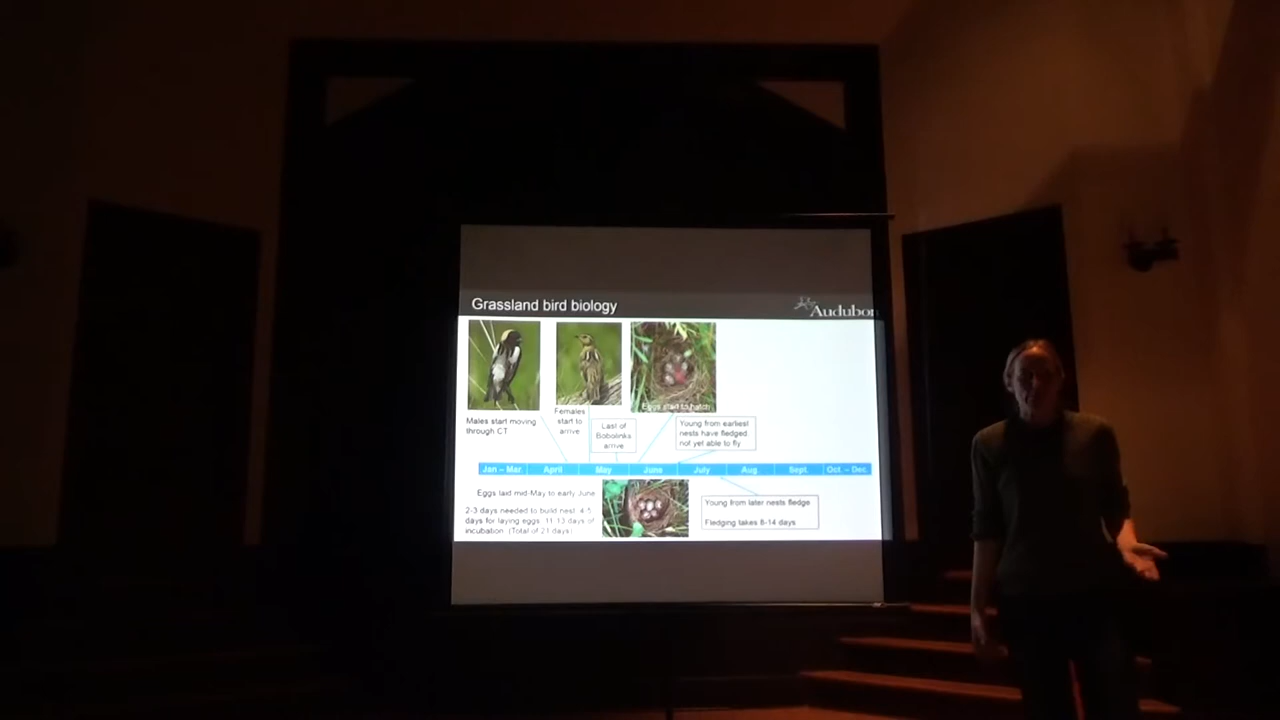 Grassland bird biology
Audubon
Eggs start to hatch
Males start moving
through CT
Females
start to
arrive
Last of
Bobolinks
arrive
Young from earliest
nests have fledged
not yet able to fly
Jan – Mar. April May June July Aug Sept. Oct. – Dec.
Eggs laid mid-May to early June
2-3 days needed to build nest. 4-5
days for laying eggs. 11-13 days of
incubation. (Total of 21 days)
Young from later nests fledge
Fledging takes 8-14 days